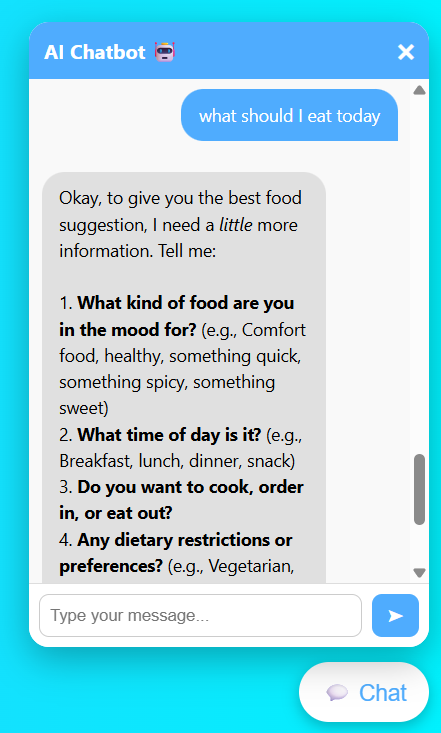 AI Chatbot 🤖
what should I eat today
Okay, to give you the best food
suggestion, I need a little more
information. Tell me:
1. What kind of food are you
in the mood for? (e.g., Comfort
food, healthy, something quick,
something spicy, something
sweet)
2. What time of day is it? (e.g.,
Breakfast, lunch, dinner, snack)
3. Do you want to cook, order
in, or eat out?
4. Any dietary restrictions or
preferences? (e.g., Vegetarian,
Type your message...
Chat